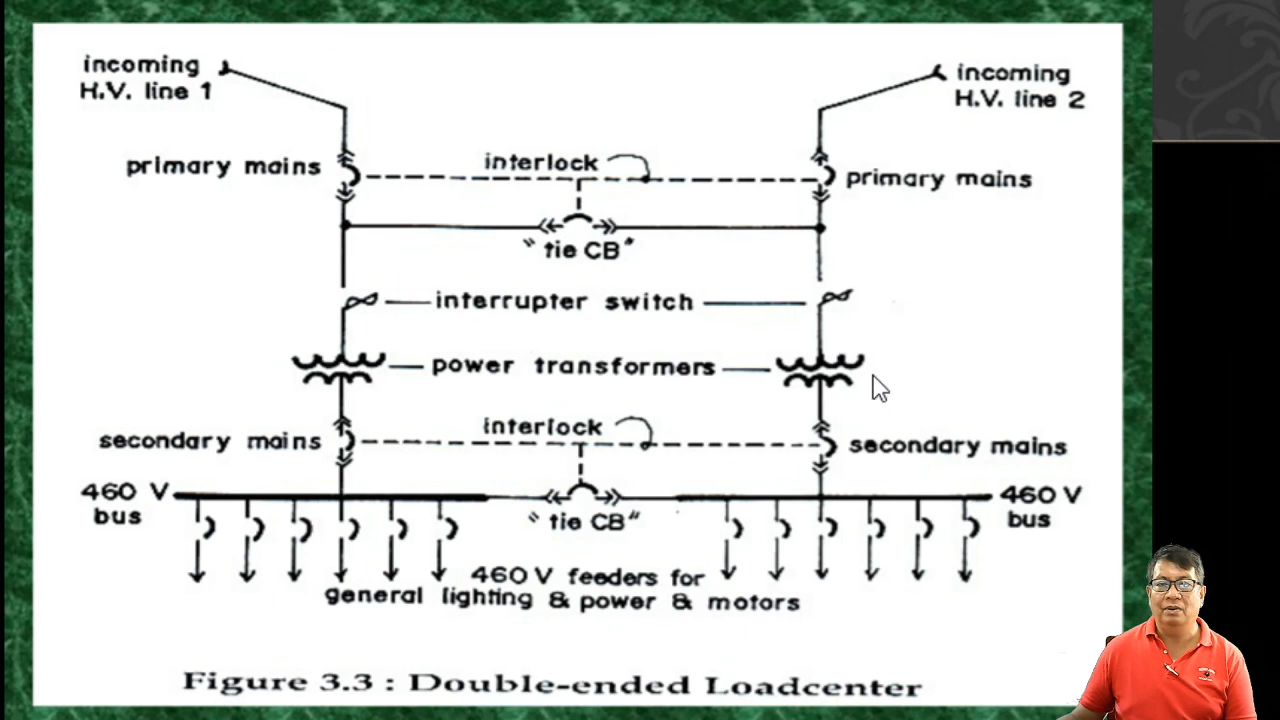 incoming
H.V. line 1
incoming
H.V. line 2
primary mains
interlock
primary mains
"tie CB"
interrupter switch
power transformers
interlock
secondary mains
secondary mains
460 V
bus
"tie CB"
460 V
bus
460 V feeders for
general lighting & power & motors
Figure 3.3 : Double-ended Loadcenter